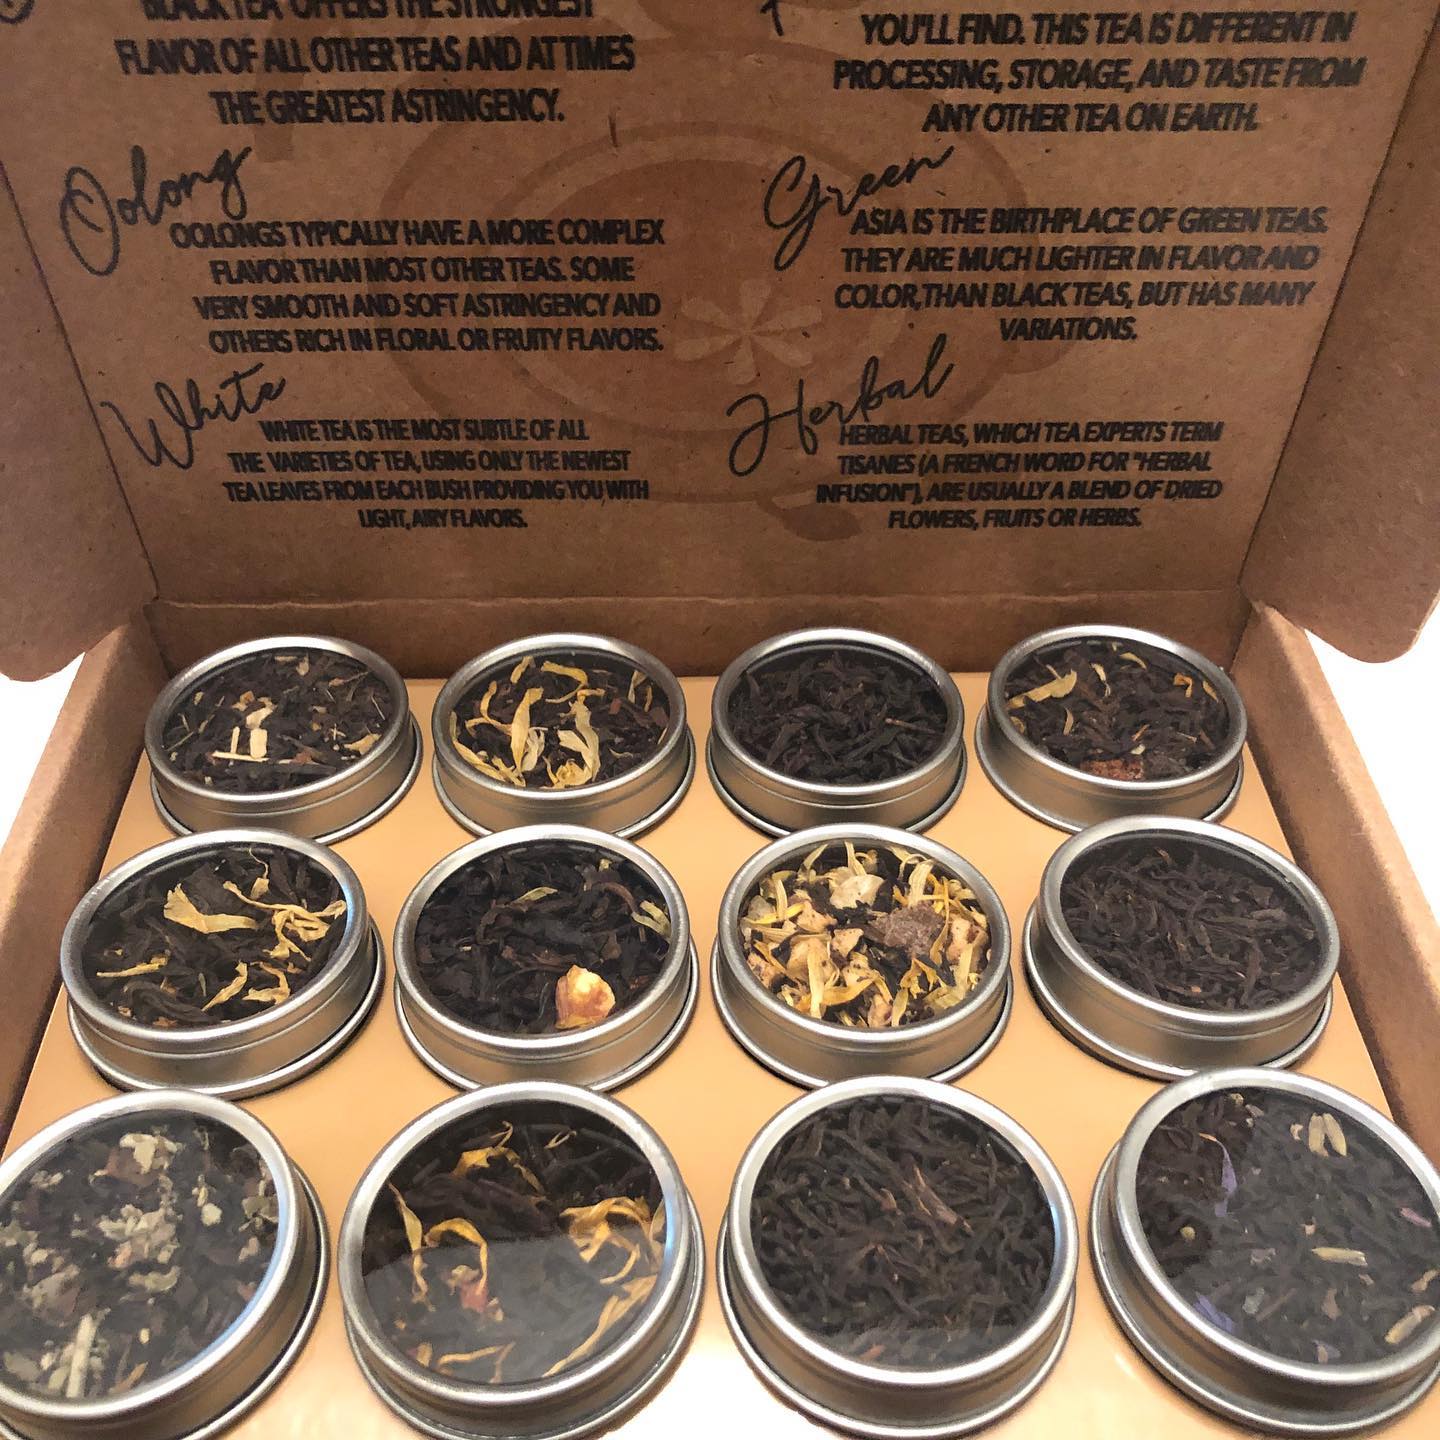 BLACK TEA OFFERS THE STRONGEST
FLAVOR OF ALL OTHER TEAS AND AT TIMES
THE GREATEST ASTRINGENCY.
YOU'LL FIND. THIS TEA IS DIFFERENT IN
PROCESSING, STORAGE, AND TASTE FROM
ANY OTHER TEA ON EARTH.
Oolong
OOLONGS TYPICALLY HAVE A MORE COMPLEX
FLAVOR THAN MOST OTHER TEAS. SOME
VERY SMOOTH AND SOFT ASTRINGENCY AND
OTHERS RICH IN FLORAL OR FRUITY FLAVORS.
Green
ASIA IS THE BIRTHPLACE OF GREEN TEAS.
THEY ARE MUCH LIGHTER IN FLAVOR AND
COLOR,THAN BLACK TEAS, BUT HAS MANY
VARIATIONS.
White
WHITE TEA IS THE MOST SUBTLE OF ALL
THE VARIETIES OF TEA, USING ONLY THE NEWEST
TEA LEAVES FROM EACH BUSH PROVIDING YOU WITH
LIGHT, AIRY FLAVORS.
Herbal
HERBAL TEAS, WHICH TEA EXPERTS TERM
TISANES (A FRENCH WORD FOR "HERBAL
INFUSION"), ARE USUALLY A BLEND OF DRIED
FLOWERS, FRUITS OR HERBS.